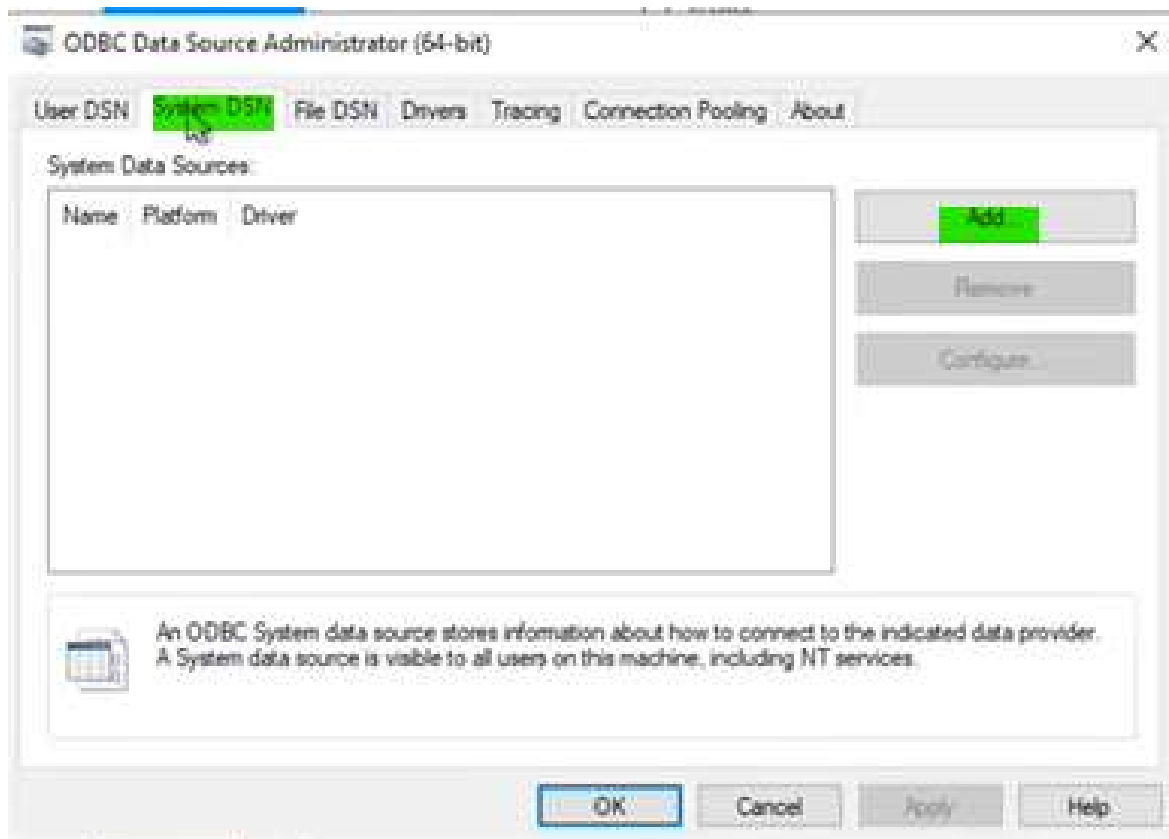 ODBC Data Source Administrator (64-bit)
User DSN System DSN File DSN Drivers Tracing Connection Pooling About
System Data Sources:
Name Platform Driver
Add...
Remove
Configure...
An ODBC System data source stores information about how to connect to the indicated data provider.
A System data source is visible to all users on this machine, including NT services.
OK Cancel Apply Help